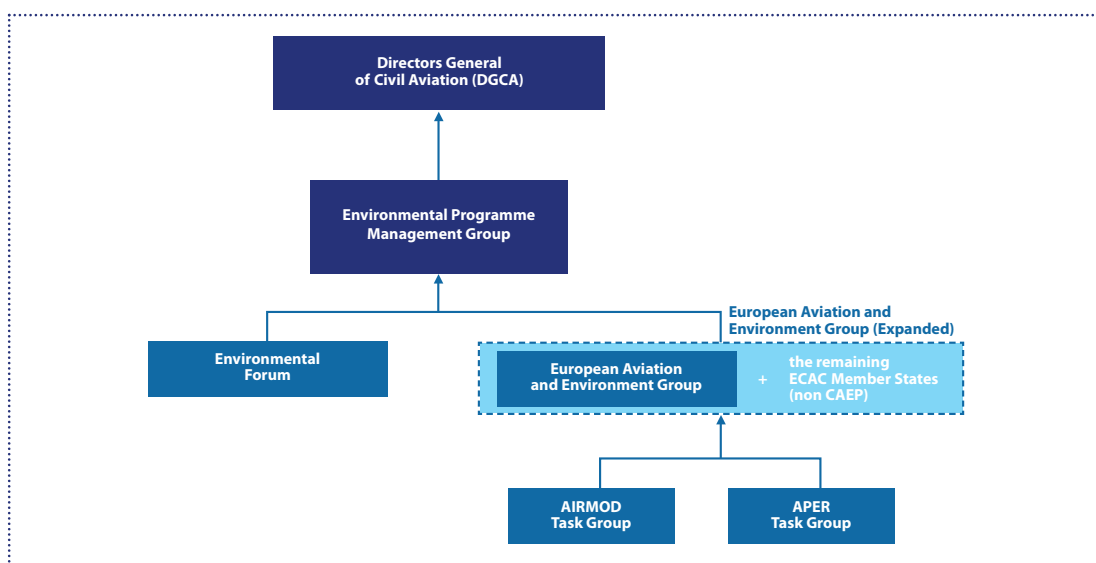 Directors General
of Civil Aviation (DGCA)
Environmental Programme
Management Group
European Aviation and
Environment Group (Expanded)
Environmental
Forum
European Aviation
and Environment Group
+
the remaining
ECAC Member States
(non CAEP)
AIRMOD
Task Group
APER
Task Group